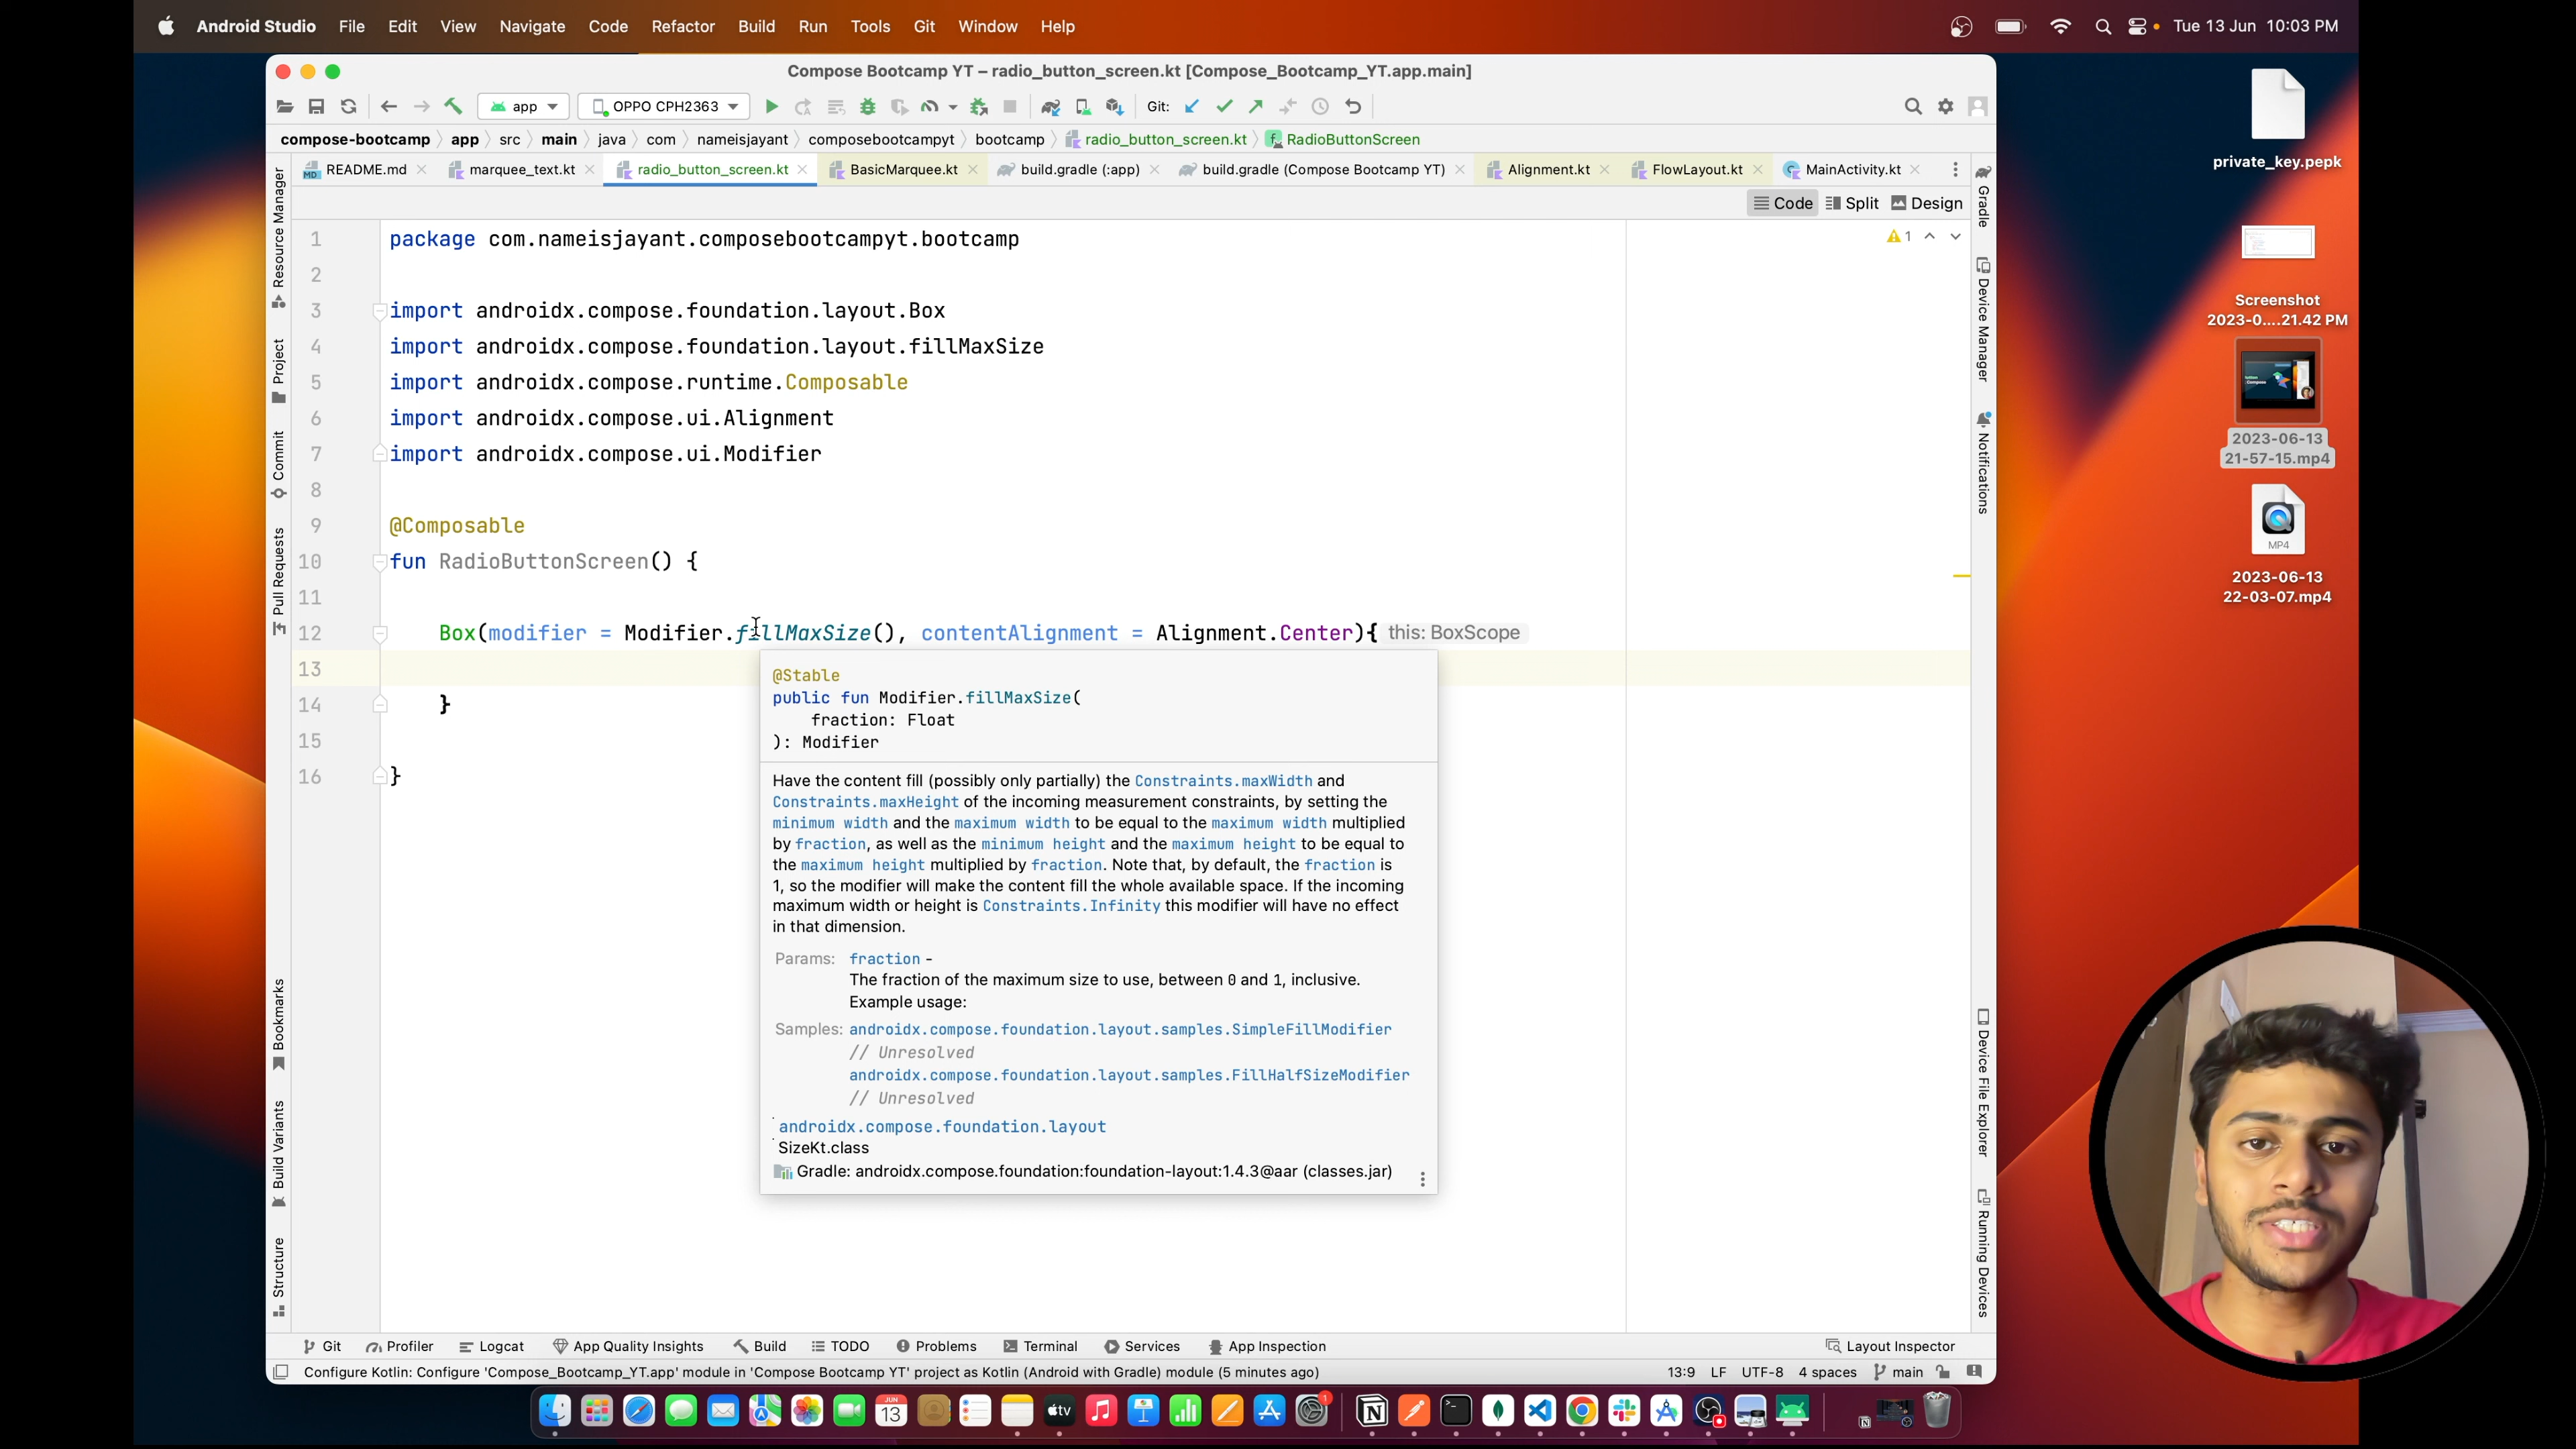 Android Studio File Edit View Navigate Code Refactor Build Run Tools Git Window Help Tue 13 Jun 10:03 PM
Compose Bootcamp YT – radio_button_screen.kt [Compose_Bootcamp_YT.app.main]
app OPPO CPH2363 Git:
compose-bootcamp app src main java com nameisjayant composebootcampyt bootcamp radio_button_screen.kt RadioButtonScreen
README.md marquee_text.kt radio_button_screen.kt BasicMarquee.kt build.gradle (:app) build.gradle (Compose Bootcamp YT) Alignment.kt FlowLayout.kt MainActivity.kt
Code Split Design
1 package com.nameisjayant.composebootcampyt.bootcamp
1
2
3 import androidx.compose.foundation.layout.Box
4 import androidx.compose.foundation.layout.fillMaxSize
5 import androidx.compose.runtime.Composable
6 import androidx.compose.ui.Alignment
7 import androidx.compose.ui.Modifier
8
9 @Composable
10 fun RadioButtonScreen() {
11
12 Box(modifier = Modifier.fillMaxSize(), contentAlignment = Alignment.Center){ this: BoxScope
13
14 }
15
16 }
@Stable
public fun Modifier.fillMaxSize(
fraction: Float
): Modifier
Have the content fill (possibly only partially) the Constraints.maxWidth and
Constraints.maxHeight of the incoming measurement constraints, by setting the
minimum width and the maximum width to be equal to the maximum width multiplied
by fraction, as well as the minimum height and the maximum height to be equal to
the maximum height multiplied by fraction. Note that, by default, the fraction is
1, so the modifier will make the content fill the whole available space. If the incoming
maximum width or height is Constraints.Infinity this modifier will have no effect
in that dimension.
Params: fraction -
The fraction of the maximum size to use, between 0 and 1, inclusive.
Example usage:
Samples: androidx.compose.foundation.layout.samples.SimpleFillModifier
// Unresolved
androidx.compose.foundation.layout.samples.FillHalfSizeModifier
// Unresolved
androidx.compose.foundation.layout
SizeKt.class
Gradle: androidx.compose.foundation:foundation-layout:1.4.3@aar (classes.jar)
Resource Manager
Project
Commit
Pull Requests
Bookmarks
Build Variants
Structure
Gradle
Device Manager
Notifications
Device File Explorer
Running Devices
Git Profiler Logcat App Quality Insights Build TODO Problems Terminal Services App Inspection Layout Inspector
Configure Kotlin: Configure 'Compose_Bootcamp_YT.app' module in 'Compose Bootcamp YT' project as Kotlin (Android with Gradle) module (5 minutes ago) 13:9 LF UTF-8 4 spaces main
private_key.pepk
Screenshot
2023-0....21.42 PM
2023-06-13
21-57-15.mp4
MP4
2023-06-13
22-03-07.mp4
JUN
13
tv
1